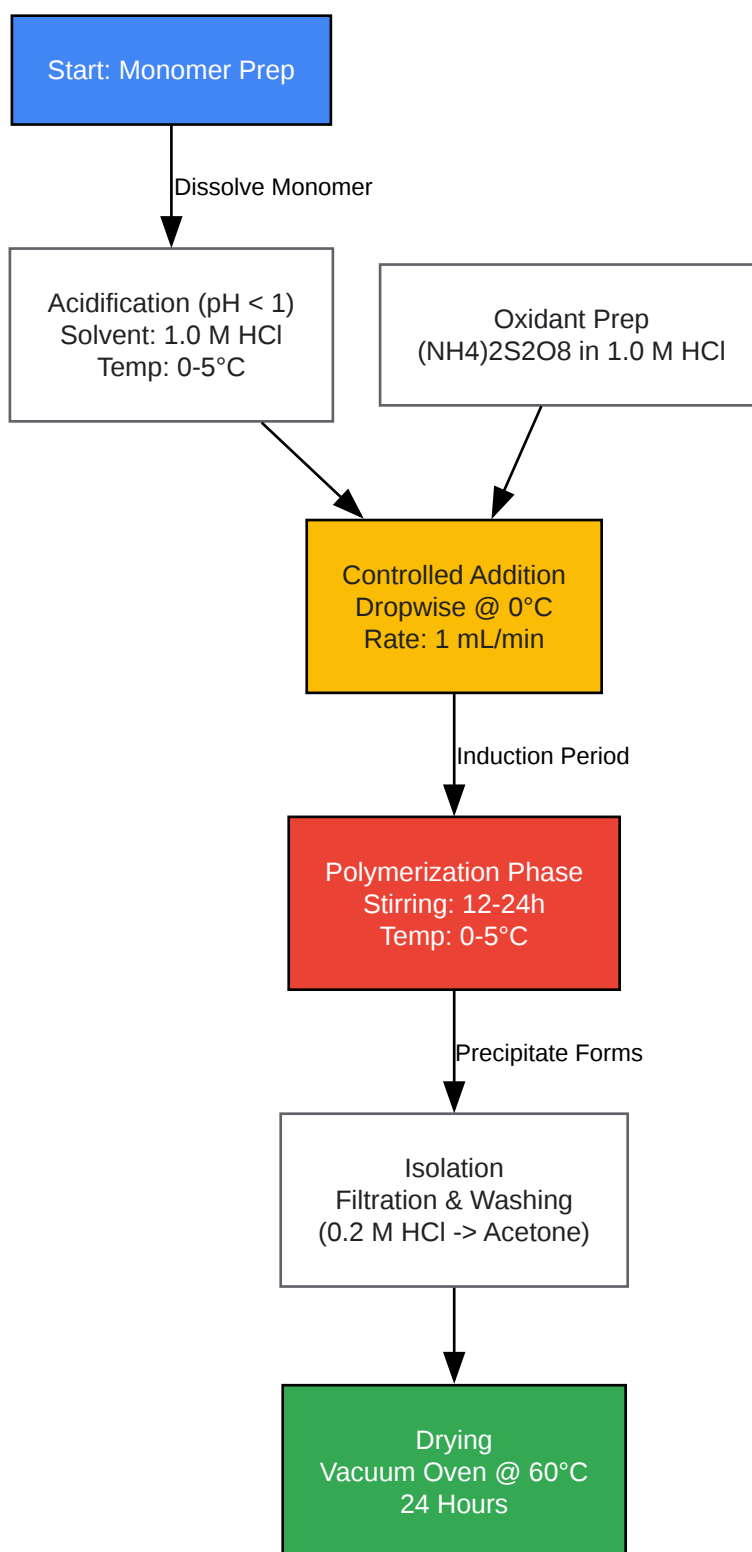 Start: Monomer Prep
Dissolve Monomer
Acidification (pH < 1)
Solvent: 1.0 M HCl
Temp: 0-5°C
Oxidant Prep
(NH4)2S2O8 in 1.0 M HCl
Controlled Addition
Dropwise @ 0°C
Rate: 1 mL/min
Induction Period
Polymerization Phase
Stirring: 12-24h
Temp: 0-5°C
Precipitate Forms
Isolation
Filtration & Washing
(0.2 M HCl -> Acetone)
Drying
Vacuum Oven @ 60°C
24 Hours